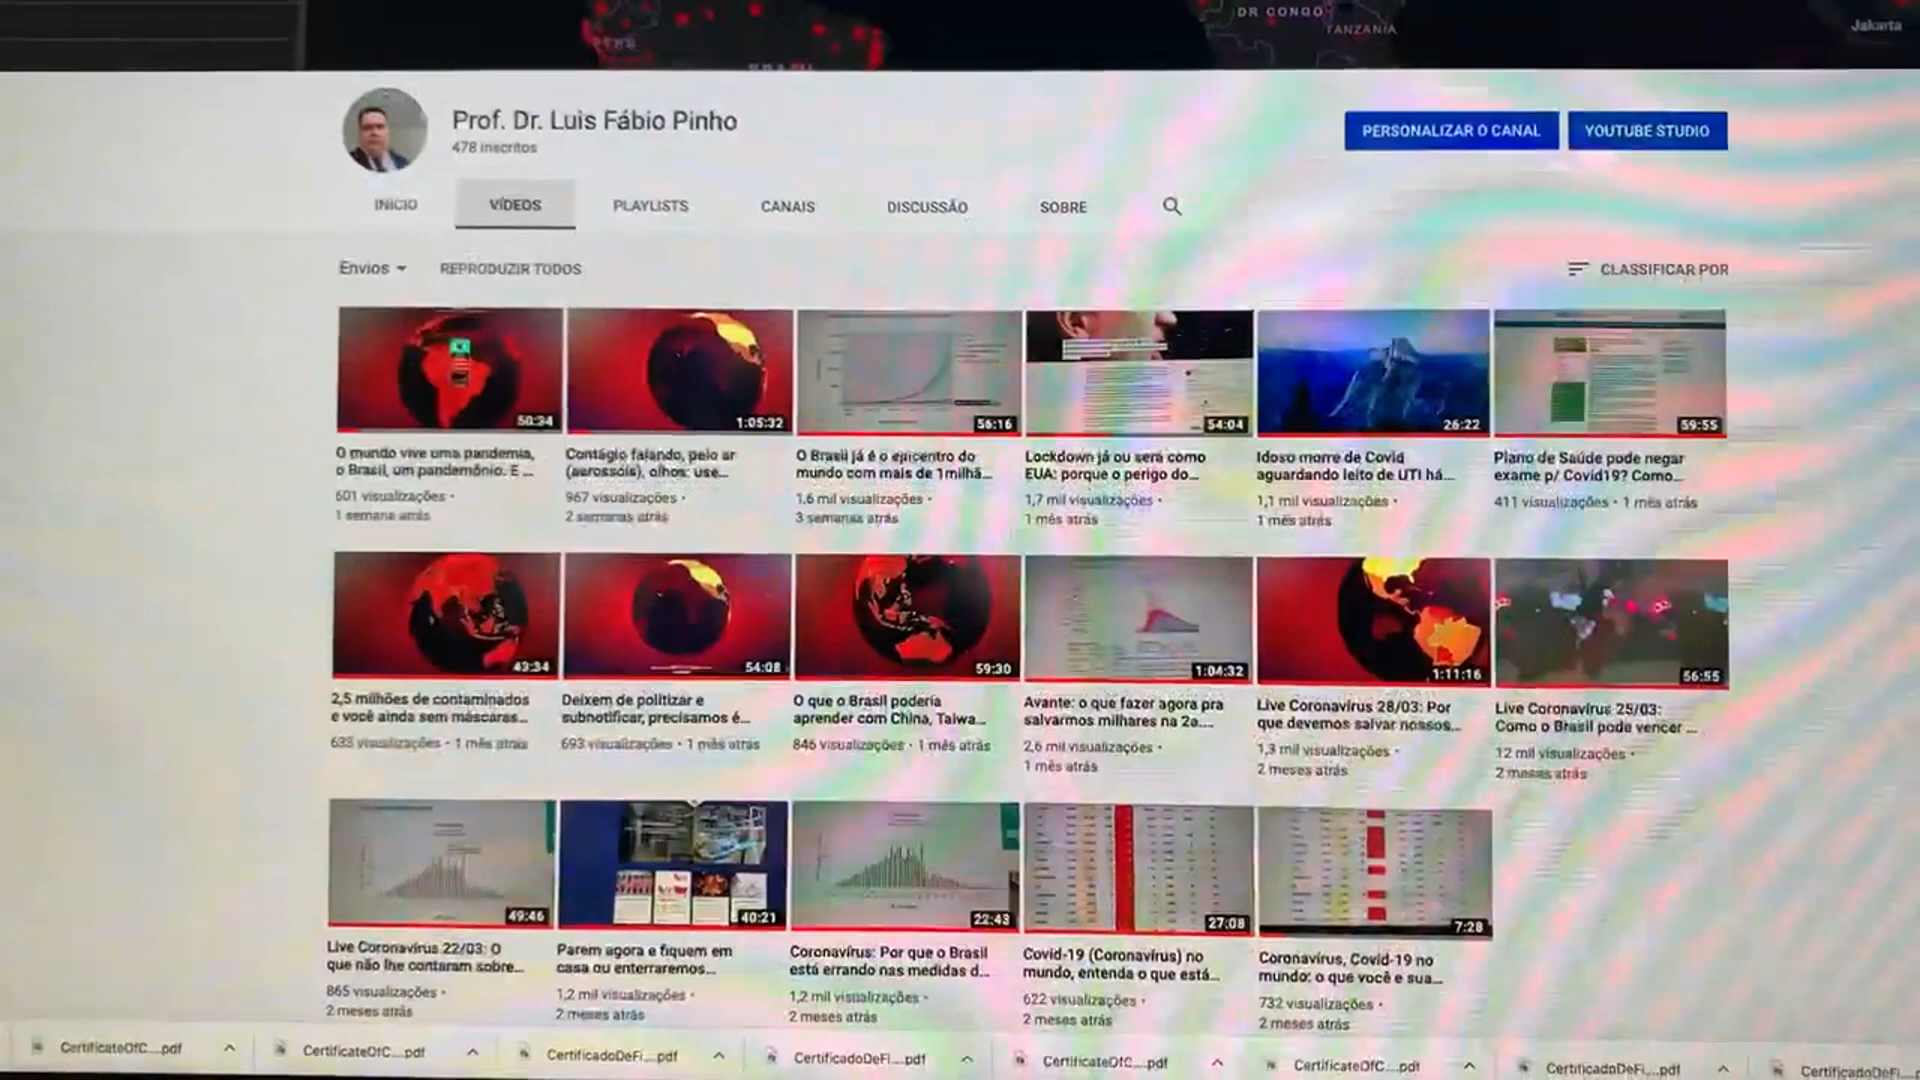 DR CONGO
TANZANIA
Jakarta
PERU
BRASIL
Prof. Dr. Luis Fábio Pinho
478 inscritos
PERSONALIZAR O CANAL
YOUTUBE STUDIO
INÍCIO
VÍDEOS
PLAYLISTS
CANAIS
DISCUSSÃO
SOBRE
Envios
REPRODUZIR TODOS
CLASSIFICAR POR
50:34
1:05:32
56:16
54:04
26:22
59:55
O mundo vive uma pandemia,
o Brasil, um pandemônio. E ...
601 visualizações •
1 semana atrás
Contágio falando, pelo ar
(aerossóis), olhos: use...
967 visualizações •
2 semanas atrás
O Brasil já é o epicentro do
mundo com mais de 1milhã...
1,6 mil visualizações •
3 semanas atrás
Lockdown já ou será como
EUA: porque o perigo do...
1,7 mil visualizações •
1 mês atrás
Idoso morre de Covid
aguardando leito de UTI há...
1,1 mil visualizações •
1 mês atrás
Plano de Saúde pode negar
exame p/ Covid19? Como...
411 visualizações • 1 mês atrás
43:34
54:08
59:30
1:04:32
1:11:16
56:55
2,5 milhões de contaminados
e você ainda sem máscaras...
635 visualizações • 1 mês atrás
Deixem de politizar e
subnotificar, precisamos é...
693 visualizações • 1 mês atrás
O que o Brasil poderia
aprender com China, Taiwa...
846 visualizações • 1 mês atrás
Avante: o que fazer agora pra
salvarmos milhares na 2a....
2,6 mil visualizações •
1 mês atrás
Live Coronavírus 28/03: Por
que devemos salvar nossos...
1,3 mil visualizações •
2 meses atrás
Live Coronavírus 25/03:
Como o Brasil pode vencer ...
12 mil visualizações •
2 meses atrás
49:46
40:21
22:43
27:08
7:28
Live Coronavírus 22/03: O
que não lhe contaram sobre...
865 visualizações •
2 meses atrás
Parem agora e fiquem em
casa ou enterraremos...
1,2 mil visualizações •
2 meses atrás
Coronavírus: Por que o Brasil
está errando nas medidas d...
1,2 mil visualizações •
2 meses atrás
Covid-19 (Coronavírus) no
mundo, entenda o que está...
622 visualizações •
2 meses atrás
Coronavírus, Covid-19 no
mundo: o que você e sua...
732 visualizações •
2 meses atrás
CertificateOfC....pdf
CertificateOfC....pdf
CertificadoDeFi....pdf
CertificadoDeFi....pdf
CertificateOfC....pdf
CertificateOfC....pdf
CertificadoDeFi....pdf
CertificadoDeFi....p